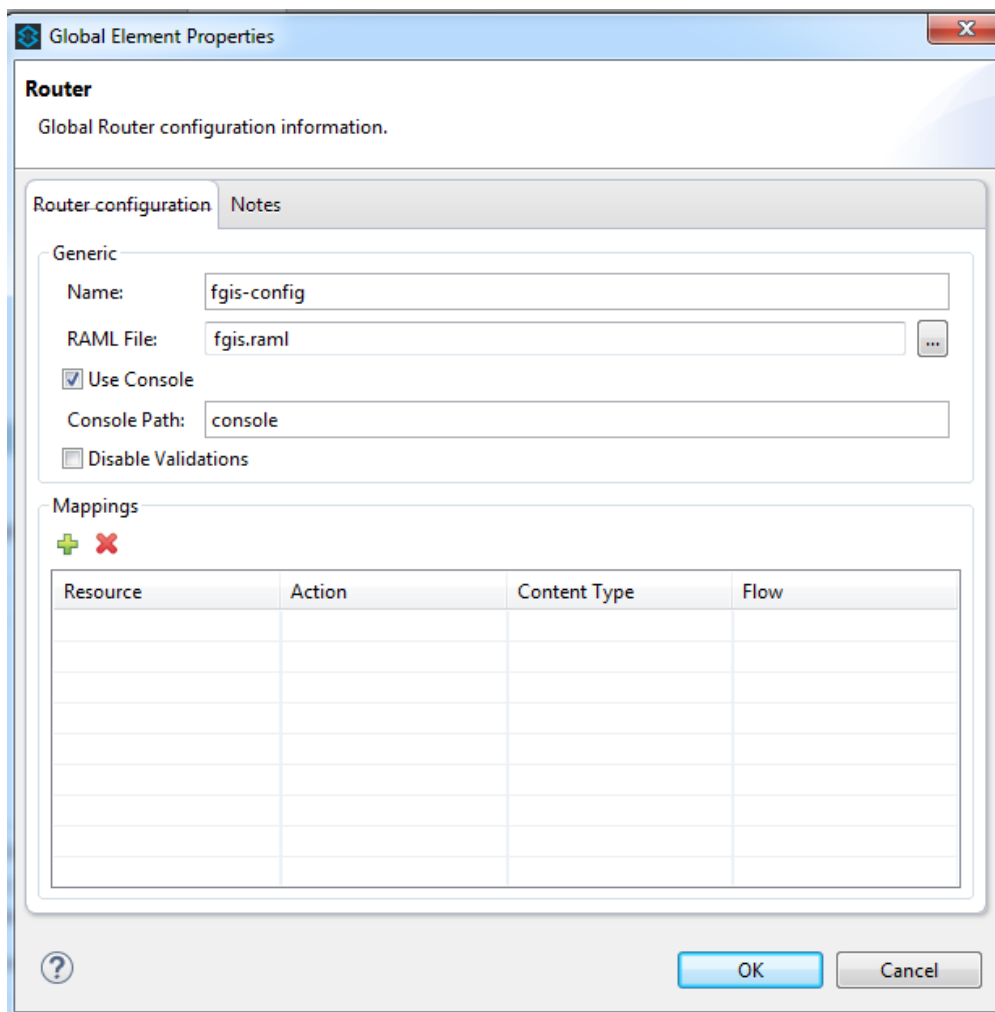 Global Element Properties
Router
Global Router configuration information.
Router configuration Notes
Generic
Name: fgis-config
RAML File: fgis.raml ...
Use Console
Console Path: console
Disable Validations
Mappings
Resource Action Content Type Flow
? OK Cancel